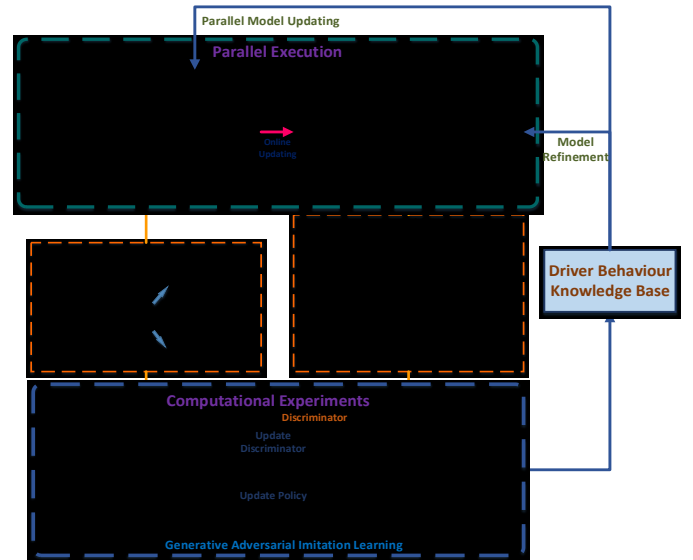 Parallel Model Updating
Parallel Execution
Online
Updating
Model
Refinement
Driver Behaviour
Knowledge Base
Computational Experiments
Discriminator
Update
Discriminator
Update Policy
Generative Adversarial Imitation Learning